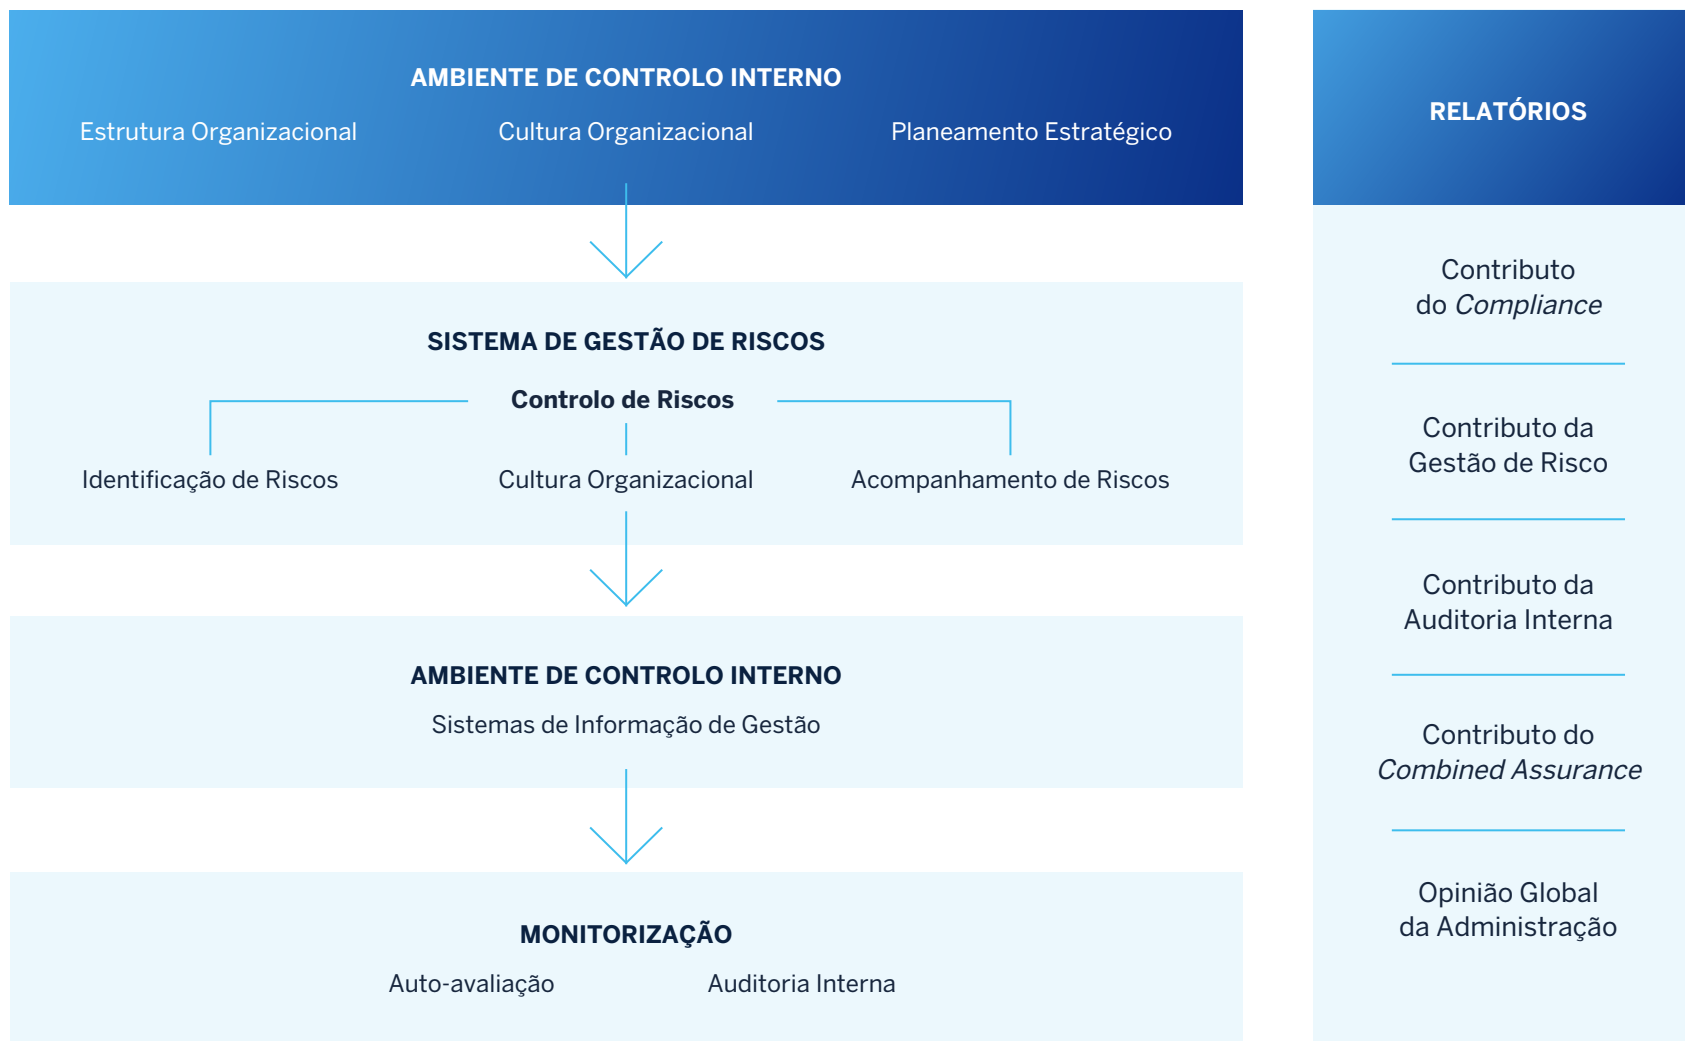 AMBIENTE DE CONTROLO INTERNO
Estrutura Organizacional
Cultura Organizacional
Planeamento Estratégico
SISTEMA DE GESTÃO DE RISCOS
Controlo de Riscos
Identificação de Riscos
Cultura Organizacional
Acompanhamento de Riscos
AMBIENTE DE CONTROLO INTERNO
Sistemas de Informação de Gestão
MONITORIZAÇÃO
Auto-avaliação
Auditoria Interna
RELATÓRIOS
Contributo
do Compliance
Contributo da
Gestão de Risco
Contributo da
Auditoria Interna
Contributo do
Combined Assurance
Opinião Global
da Administração